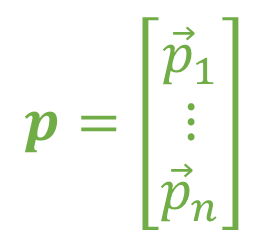 𝒑 = [
p⃗₁
⋮
p⃗ₙ
]